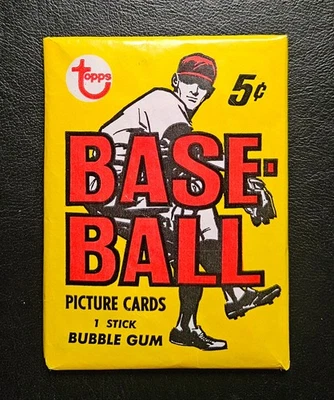 topps
5¢
BASE-
BALL
PICTURE CARDS
1 STICK
BUBBLE GUM